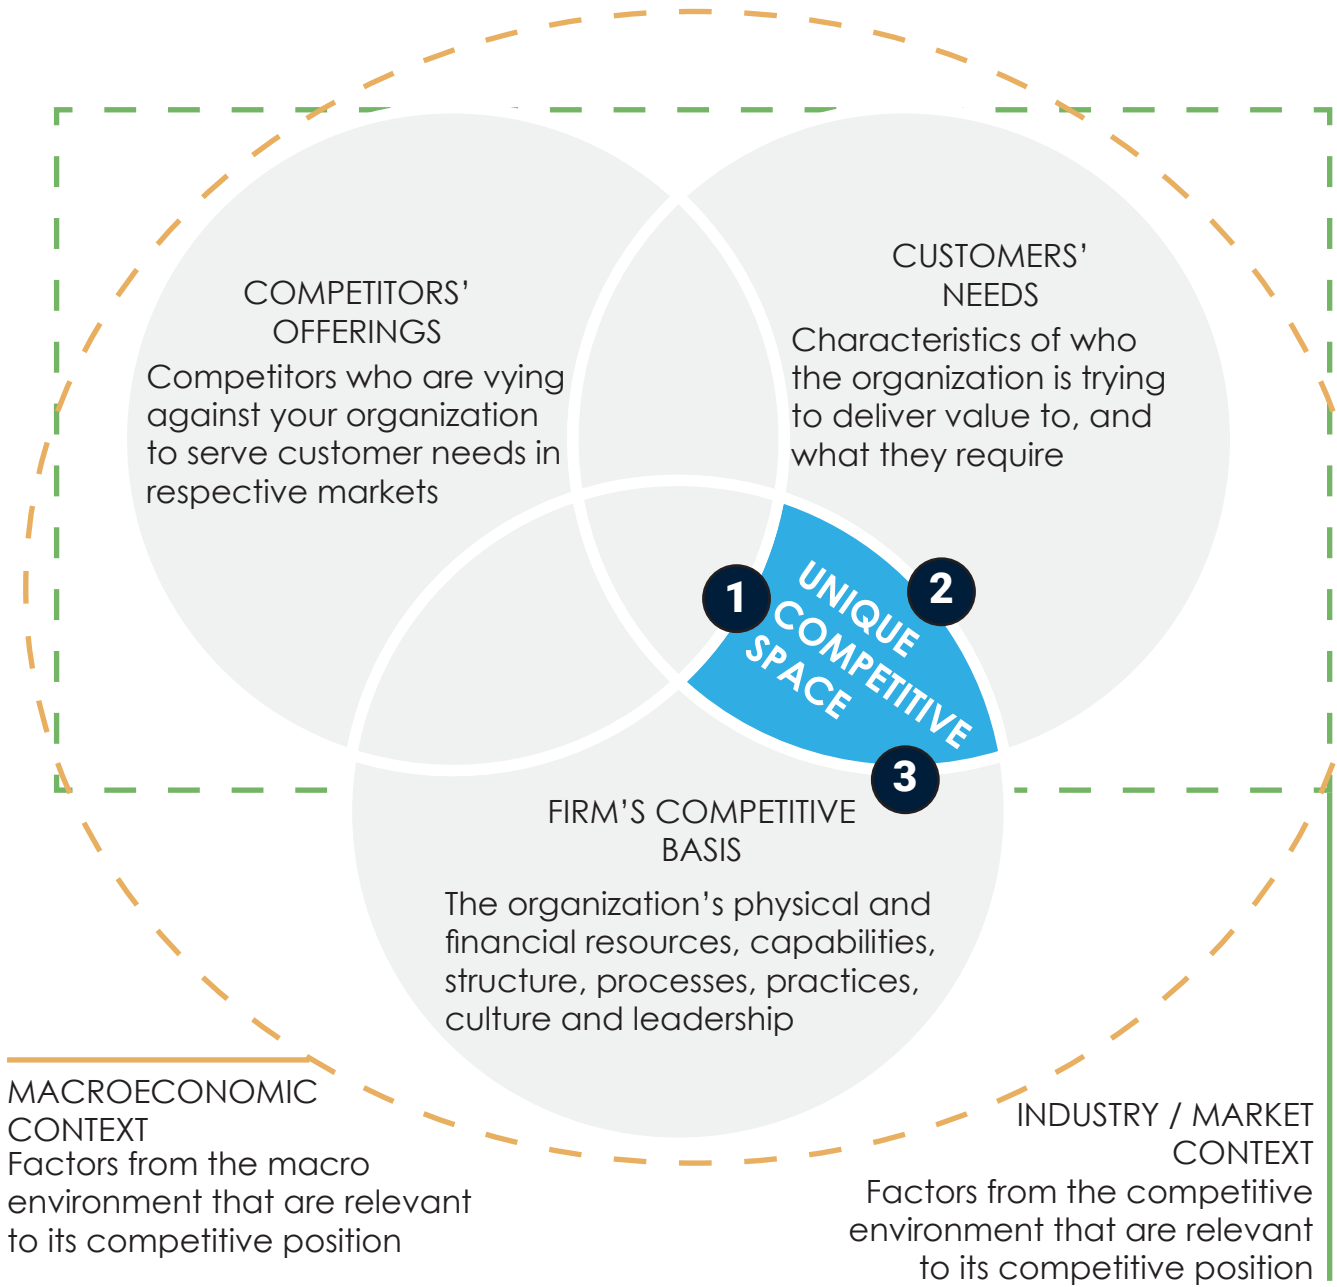 COMPETITORS’
OFFERINGS
Competitors who are vying
against your organization
to serve customer needs in
respective markets
CUSTOMERS’
NEEDS
Characteristics of who
the organization is trying
to deliver value to, and
what they require
1
UNIQUE
COMPETITIVE
SPACE
2
3
FIRM’S COMPETITIVE
BASIS
The organization’s physical and
financial resources, capabilities,
structure, processes, practices,
culture and leadership
MACROECONOMIC
CONTEXT
Factors from the macro
environment that are relevant
to its competitive position
INDUSTRY / MARKET
CONTEXT
Factors from the competitive
environment that are relevant
to its competitive position